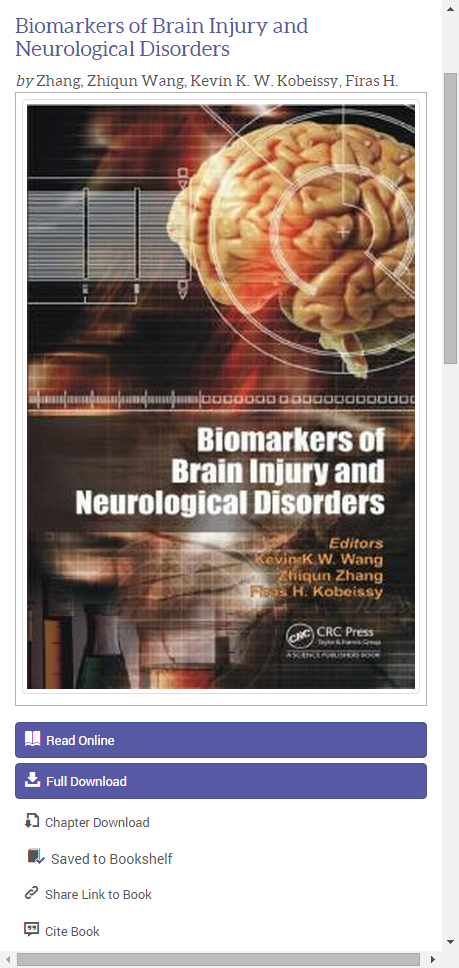 Biomarkers of Brain Injury and
Neurological Disorders
by Zhang, Zhiqun Wang, Kevin K. W. Kobeissy, Firas H.
Biomarkers of
Brain Injury and
Neurological Disorders
Editors
Kevin K.W. Wang
Zhiqun Zhang
Firas H. Kobeissy
CRC CRC Press
Taylor & Francis Group
A SCIENCE PUBLISHERS BOOK
Read Online
Full Download
Chapter Download
Saved to Bookshelf
Share Link to Book
Cite Book